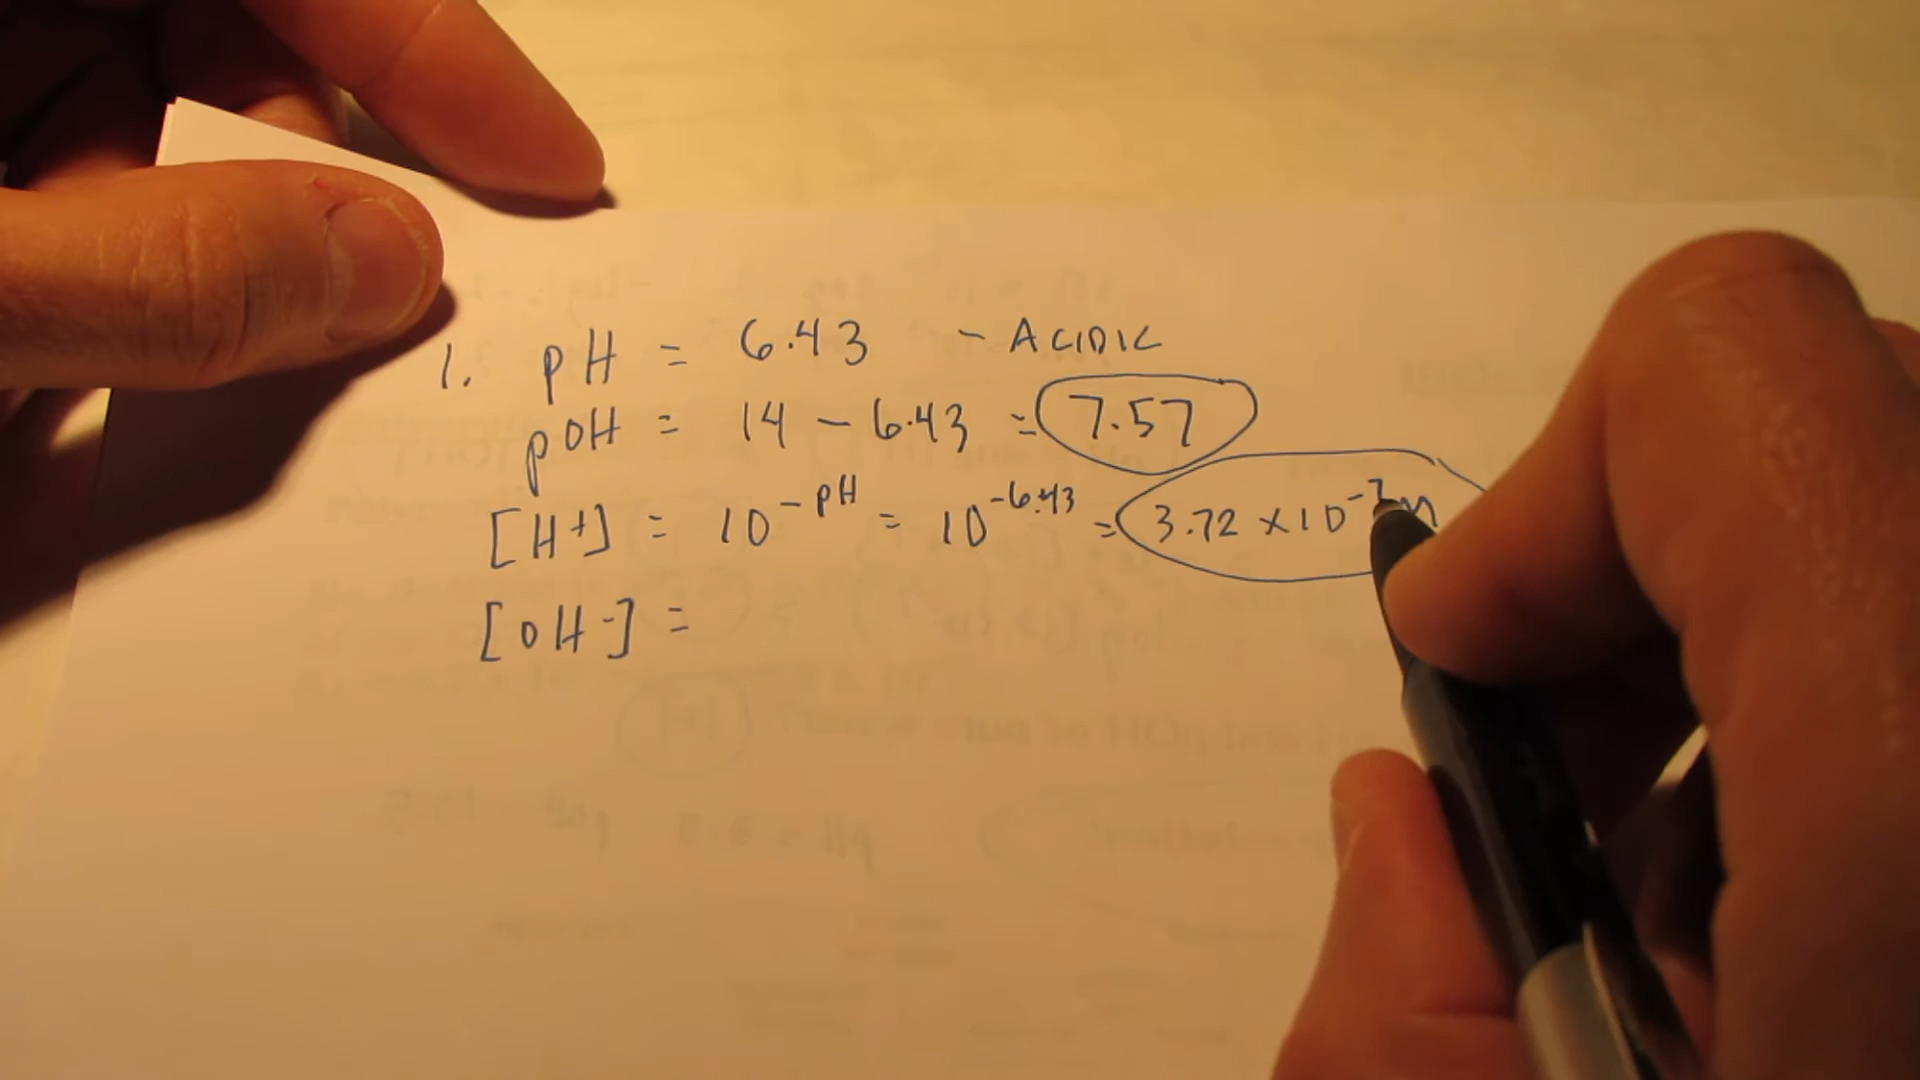 1. pH = 6.43 - ACIDIC
pOH = 14 - 6.43 = 7.57
[H+] = 10^-pH = 10^-6.43 = 3.72 x 10^-7 M
[OH-] =